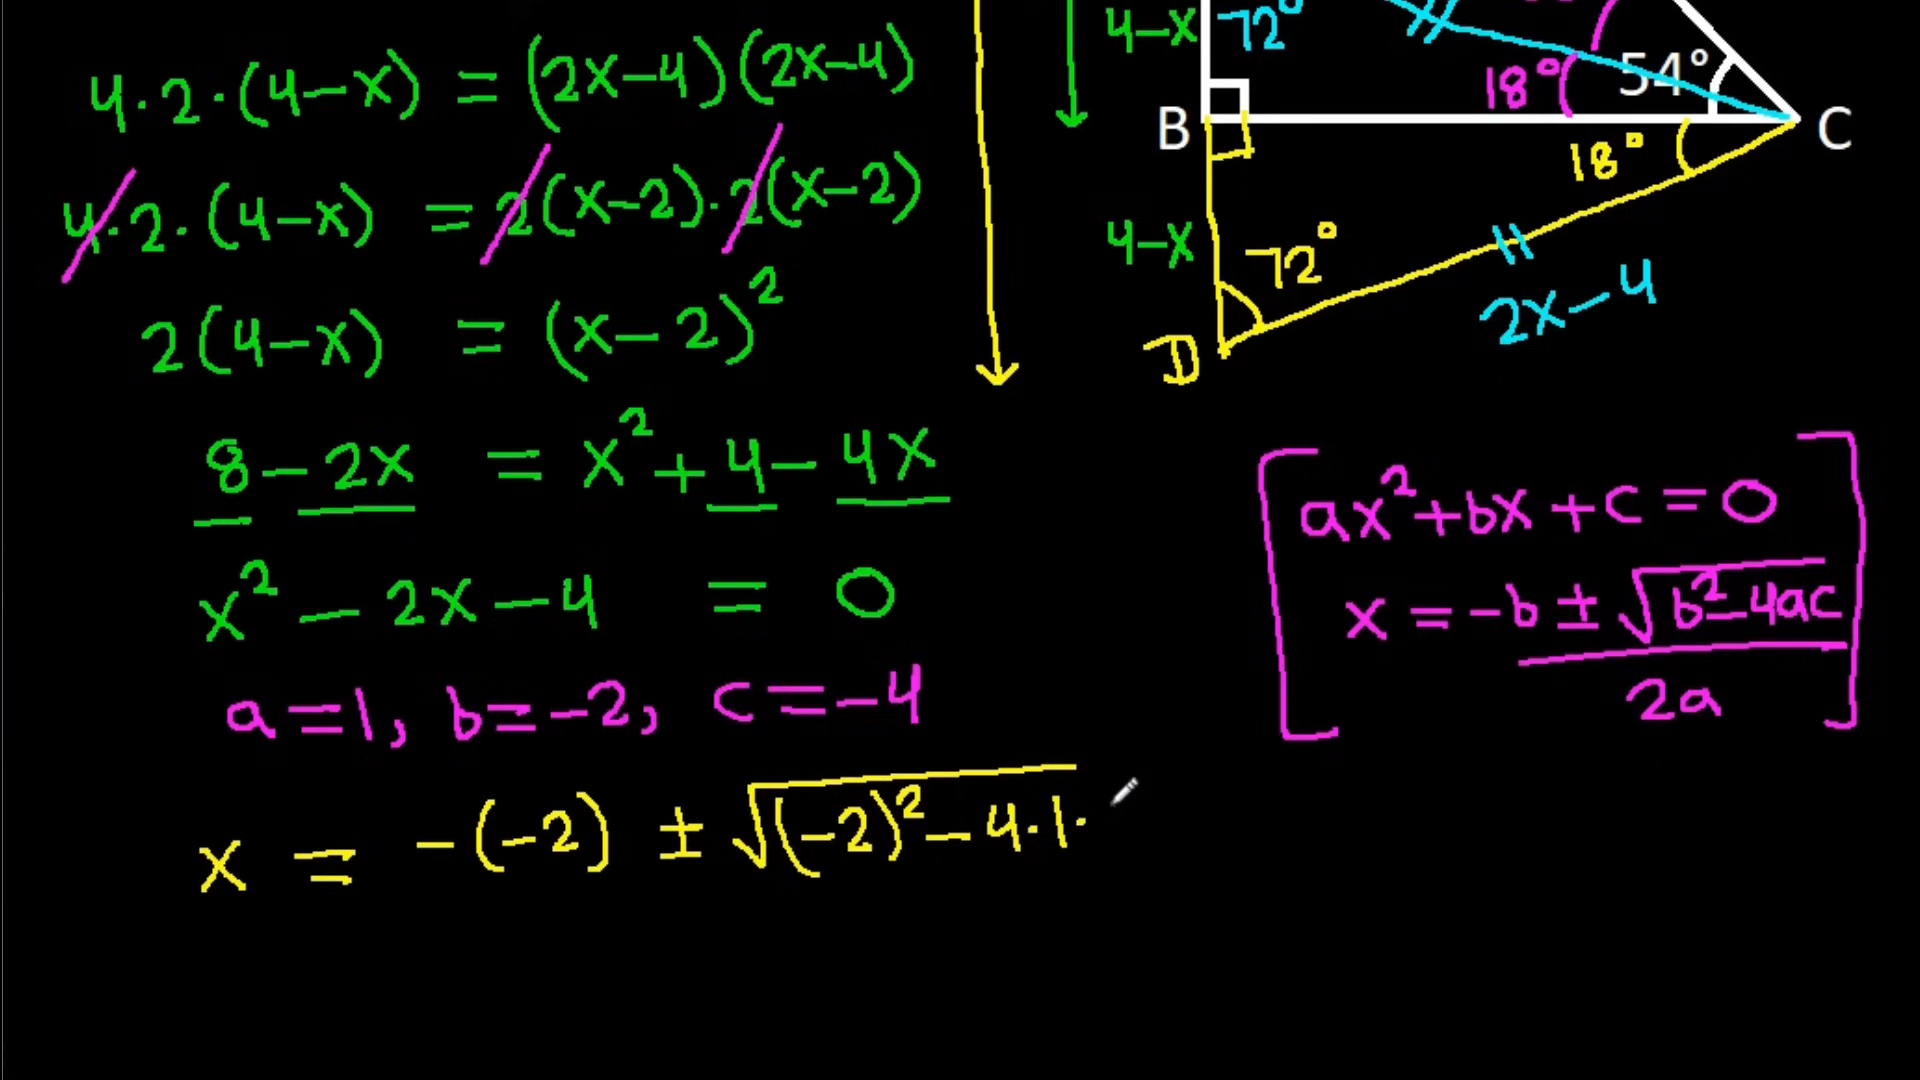 4·2·(4−x) = (2x−4)(2x−4)
4·2·(4−x) = 2(x−2)·2(x−2)
2(4−x) = (x−2)²
8−2x = x²+4−4x
x²−2x−4 = 0
a=1, b=−2, c=−4
x = −(−2) ± √(−2)²−4·1·
4−x
72°
18°
54°
B
C
18°
4−x
72°
2x−4
D
ax²+bx+c=0
x = −b ± √b²−4ac
2a